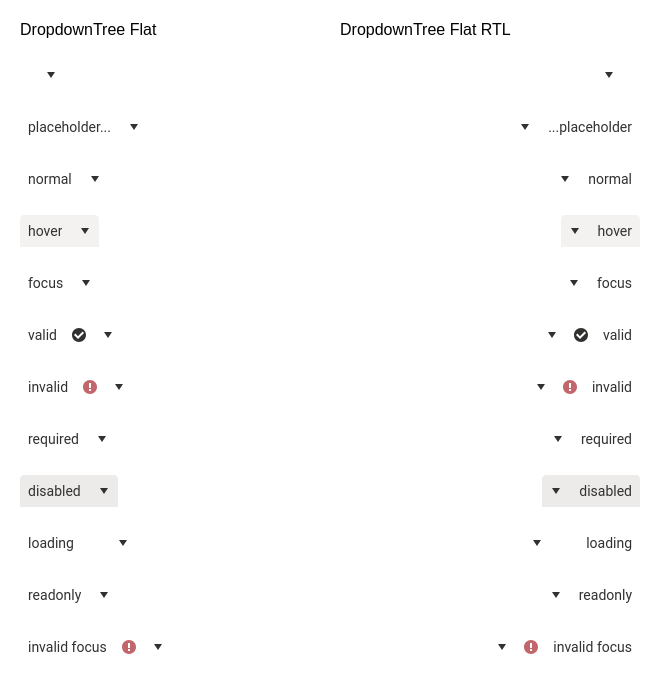 DropdownTree Flat
DropdownTree Flat RTL
placeholder...
...placeholder
normal
normal
hover
hover
focus
focus
valid
valid
invalid
invalid
required
required
disabled
disabled
loading
loading
readonly
readonly
invalid focus
invalid focus